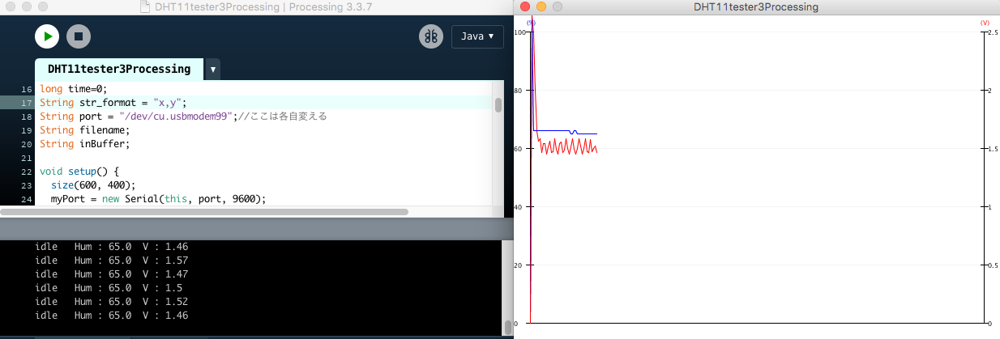 DHT11tester3Processing | Processing 3.3.7
Java ▼
DHT11tester3Processing ▼
16 long time=0;
17 String str_format = "x,y";
18 String port = "/dev/cu.usbmodem99";//ここは各自変える
19 String filename;
20 String inBuffer;
21
22 void setup() {
23 size(600, 400);
24 myPort = new Serial(this, port, 9600);
idle Hum : 65.0 V : 1.46
idle Hum : 65.0 V : 1.57
idle Hum : 65.0 V : 1.47
idle Hum : 65.0 V : 1.5
idle Hum : 65.0 V : 1.52
idle Hum : 65.0 V : 1.46
DHT11tester3Processing
(%)
(V)
100
80
60
40
20
0
2.5
2
1.5
1
0.5
0